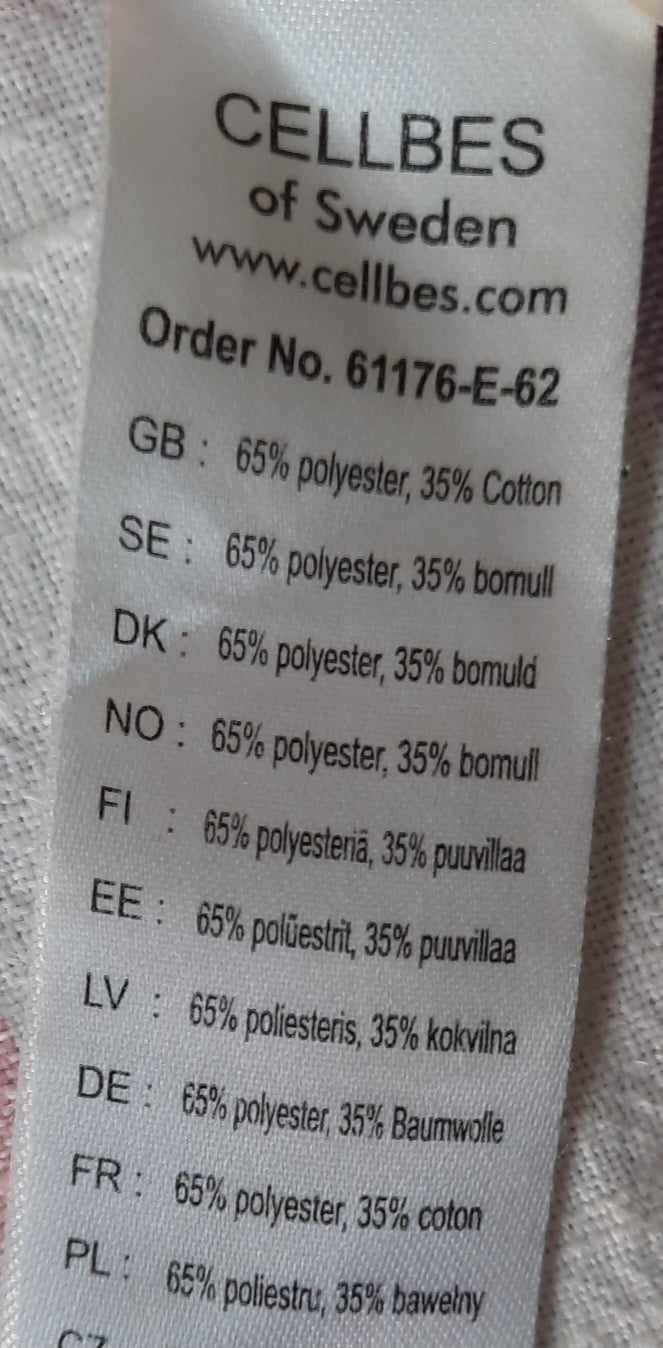 CELLBES
of Sweden
www.cellbes.com
Order No. 61176-E-62
GB : 65% polyester, 35% Cotton
SE : 65% polyester, 35% bomull
DK : 65% polyester, 35% bomuld
NO : 65% polyester, 35% bomull
FI : 65% polyesteriä, 35% puuvillaa
EE : 65% polüestrit, 35% puuvillaa
LV : 65% poliesteris, 35% kokvilna
DE : 65% polyester, 35% Baumwolle
FR : 65% polyester, 35% coton
PL : 65% poliestru, 35% bawełny